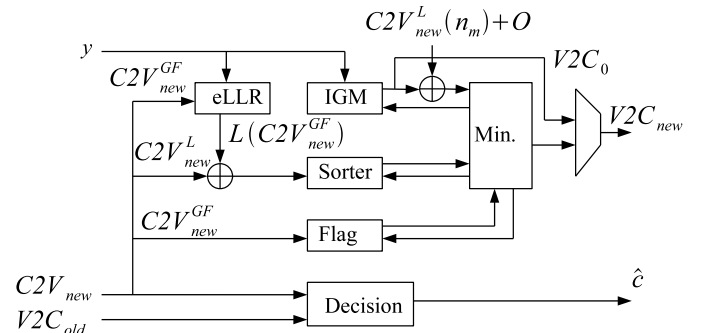 C2V^L_new(n_m)+O
y
V2C_0
C2V^GF_new
eLLR
IGM
V2C_new
L(C2V^GF_new)
Min.
C2V^L_new
Sorter
C2V^GF_new
Flag
ĉ
C2V_new
Decision
V2C_old